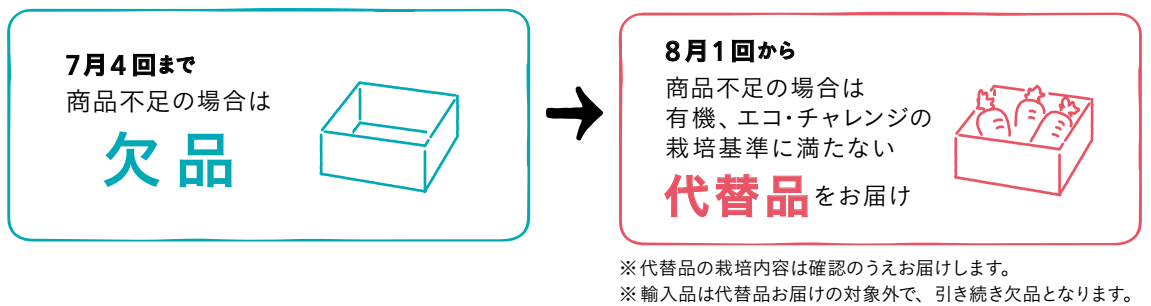 7月4回まで
商品不足の場合は
欠品
8月1回から
商品不足の場合は
有機、エコ・チャレンジの
栽培基準に満たない
代替品をお届け
※代替品の栽培内容は確認のうえお届けします。
※輸入品は代替品お届けの対象外で、引き続き欠品となります。